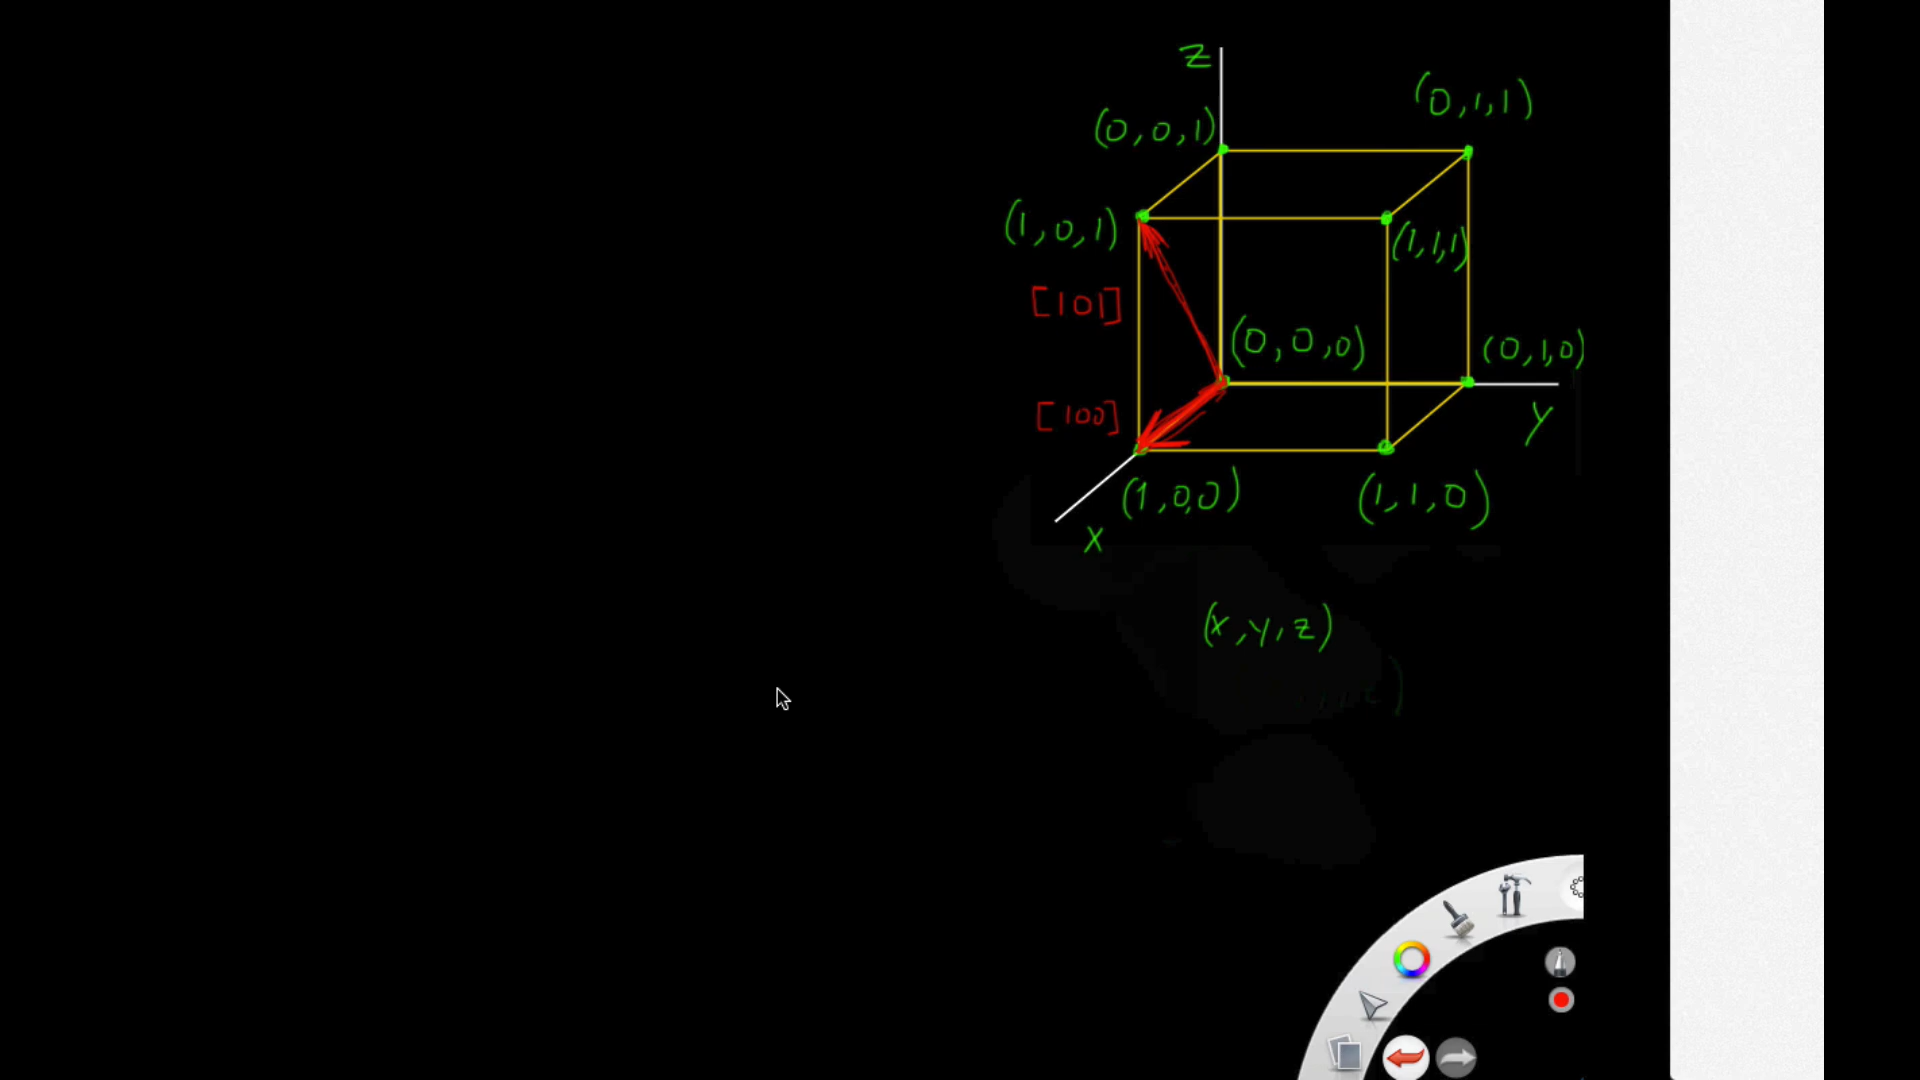 Z
(0,1,1)
(0,0,1)
(1,0,1)
(1,1,1)
[101]
(0,0,0)
(0,1,0)
[100]
y
(1,0,0)
(1,1,0)
x
(x,y,z)